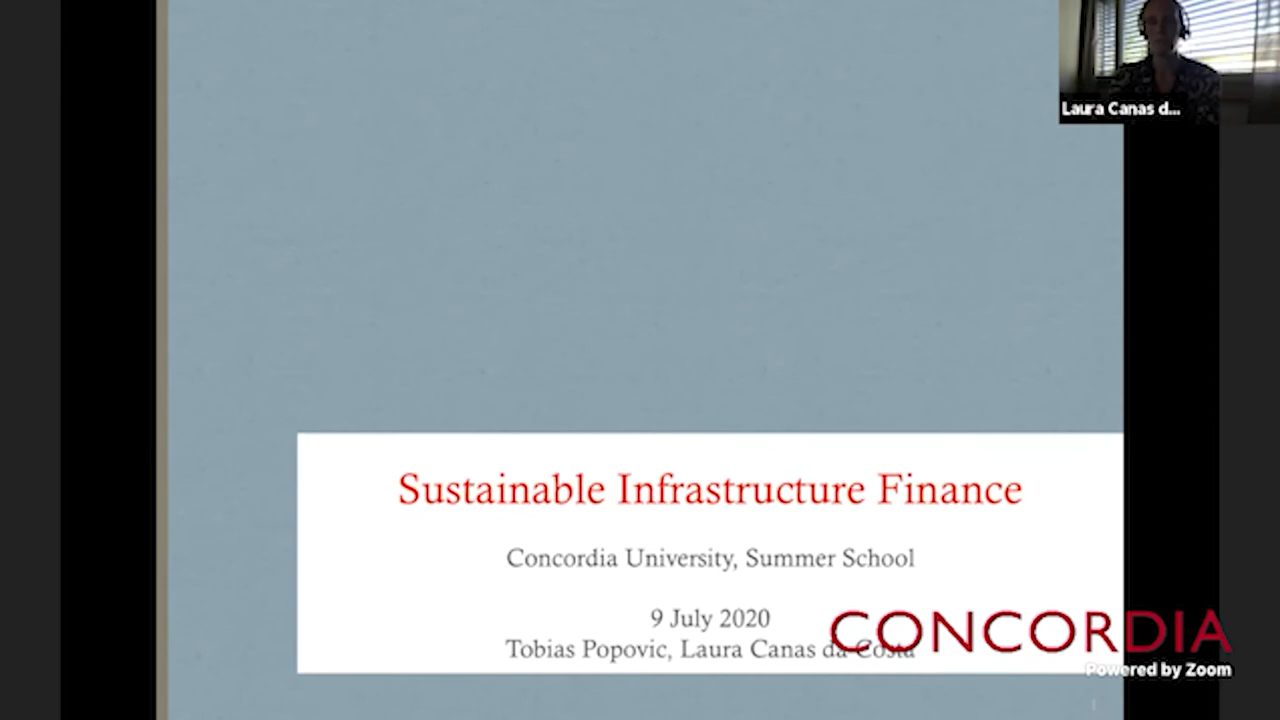 Laura Canas d...
Sustainable Infrastructure Finance
Concordia University, Summer School
9 July 2020
Tobias Popovic, Laura Canas da Costa
CONCORDIA
Powered by Zoom